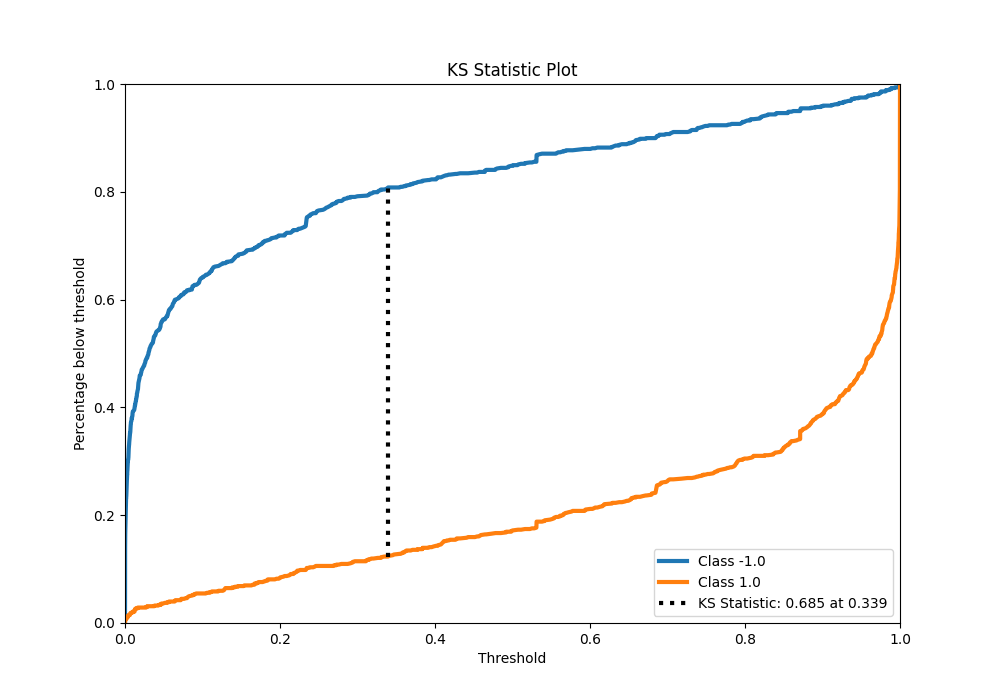 KS Statistic Plot
1.0
0.8
0.6
0.4
0.2
0.0
Percentage below threshold
0.0 0.2 0.4 0.6 0.8 1.0
Threshold
Class -1.0
Class 1.0
KS Statistic: 0.685 at 0.339